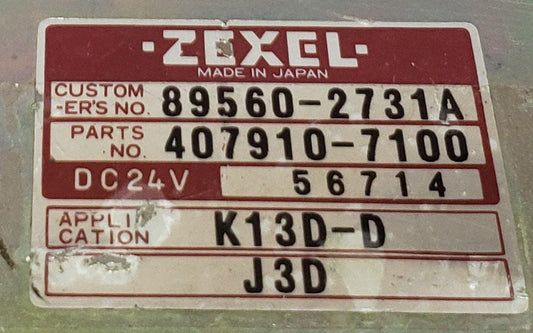 ·ZEXEL·
MADE IN JAPAN
CUSTOM
-ER'S NO. 89560-2731A
PARTS
NO. 407910-7100
DC24V 56714
APPLI
CATION K13D-D
J3D